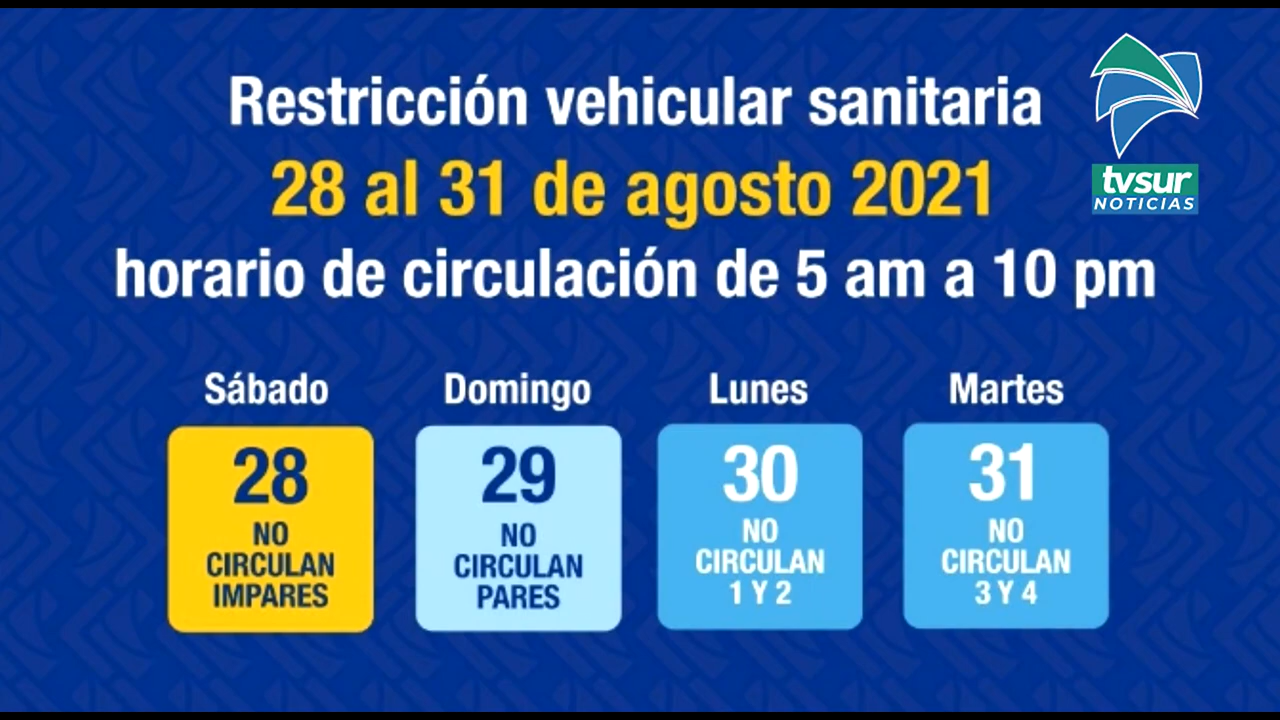 Restricción vehicular sanitaria
28 al 31 de agosto 2021
horario de circulación de 5 am a 10 pm
tvsur
NOTICIAS
Sábado
28
NO
CIRCULAN
IMPARES
Domingo
29
NO
CIRCULAN
PARES
Lunes
30
NO
CIRCULAN
1 Y 2
Martes
31
NO
CIRCULAN
3 Y 4